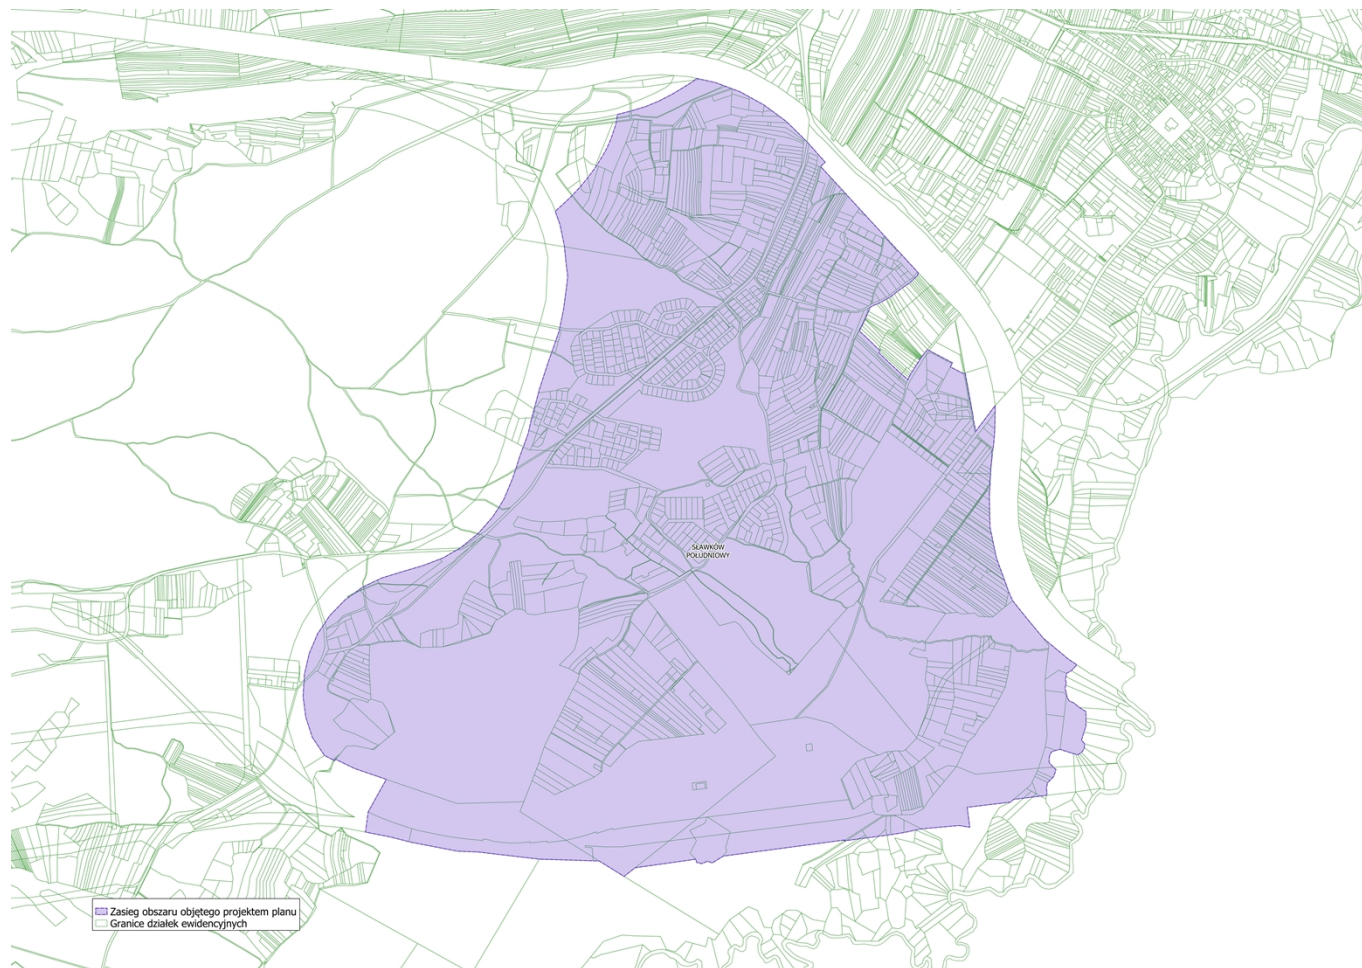 SŁAWKÓW
POŁUDNIOWY
Zasieg obszaru objętego projektem planu
Granice działek ewidencyjnych